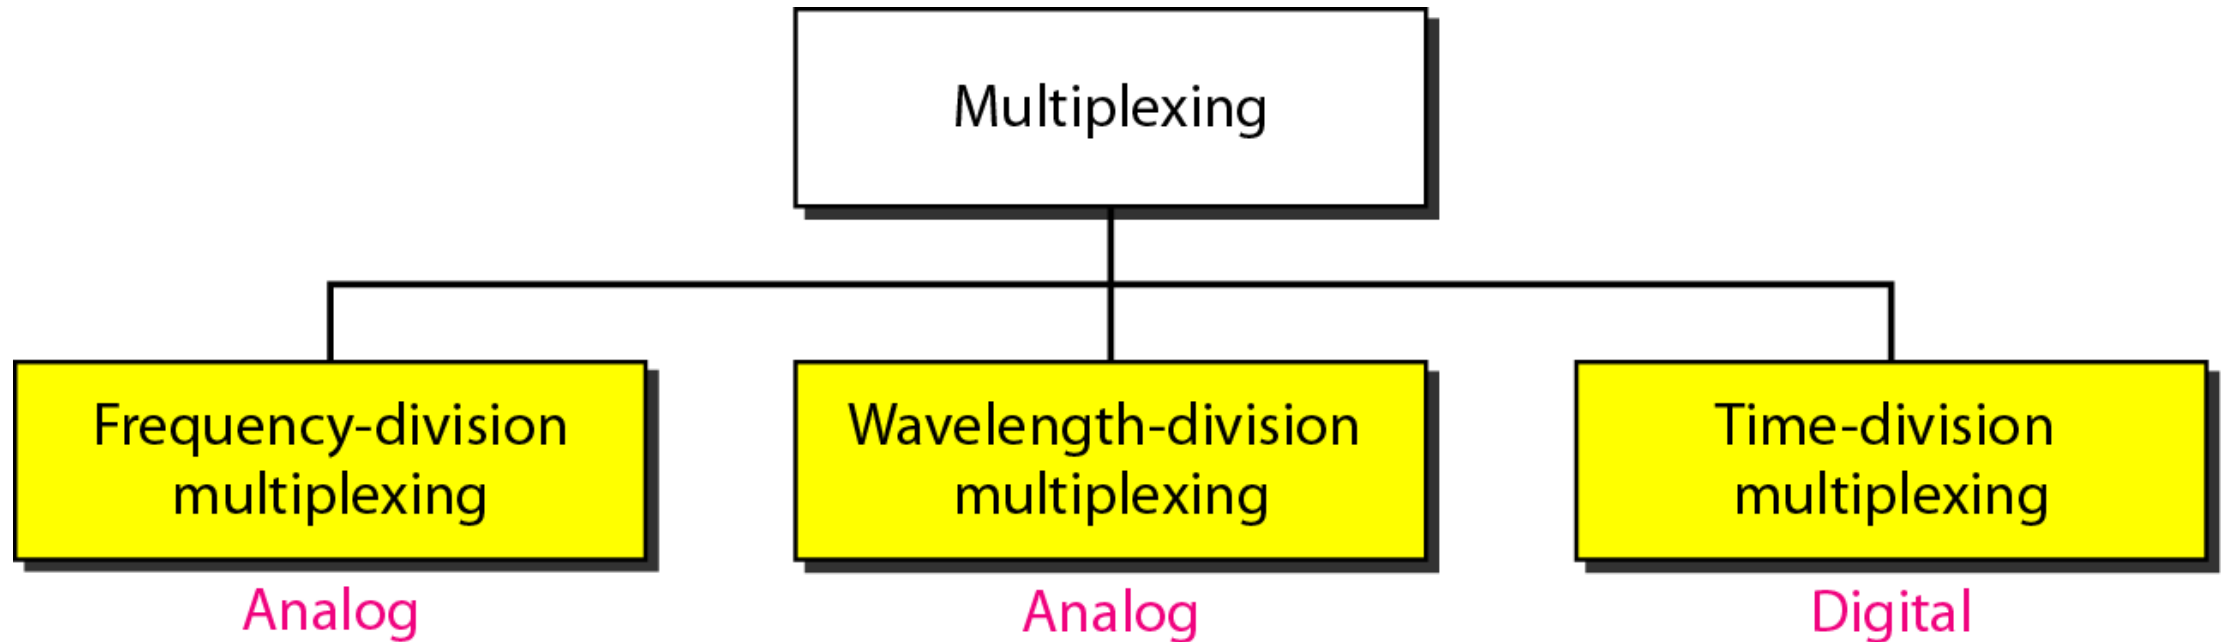 Multiplexing
Frequency-division
multiplexing
Wavelength-division
multiplexing
Time-division
multiplexing
Analog
Analog
Digital